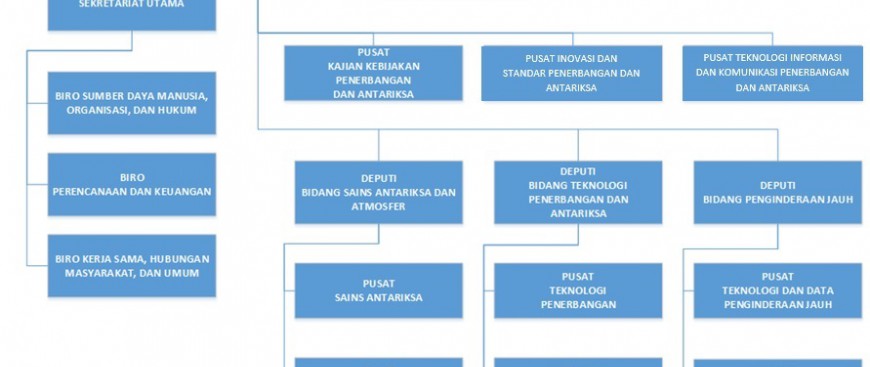 SEKRETARIAT UTAMA
PUSAT
KAJIAN KEBIJAKAN
PENERBANGAN
DAN ANTARIKSA
PUSAT INOVASI DAN
STANDAR PENERBANGAN DAN
ANTARIKSA
PUSAT TEKNOLOGI INFORMASI
DAN KOMUNIKASI PENERBANGAN
DAN ANTARIKSA
BIRO SUMBER DAYA MANUSIA,
ORGANISASI, DAN HUKUM
BIRO
PERENCANAAN DAN KEUANGAN
BIRO KERJA SAMA, HUBUNGAN
MASYARAKAT, DAN UMUM
DEPUTI
BIDANG SAINS ANTARIKSA DAN
ATMOSFER
DEPUTI
BIDANG TEKNOLOGI
PENERBANGAN DAN
ANTARIKSA
DEPUTI
BIDANG PENGINDERAAN JAUH
PUSAT
SAINS ANTARIKSA
PUSAT
TEKNOLOGI
PENERBANGAN
PUSAT
TEKNOLOGI DAN DATA
PENGINDERAAN JAUH